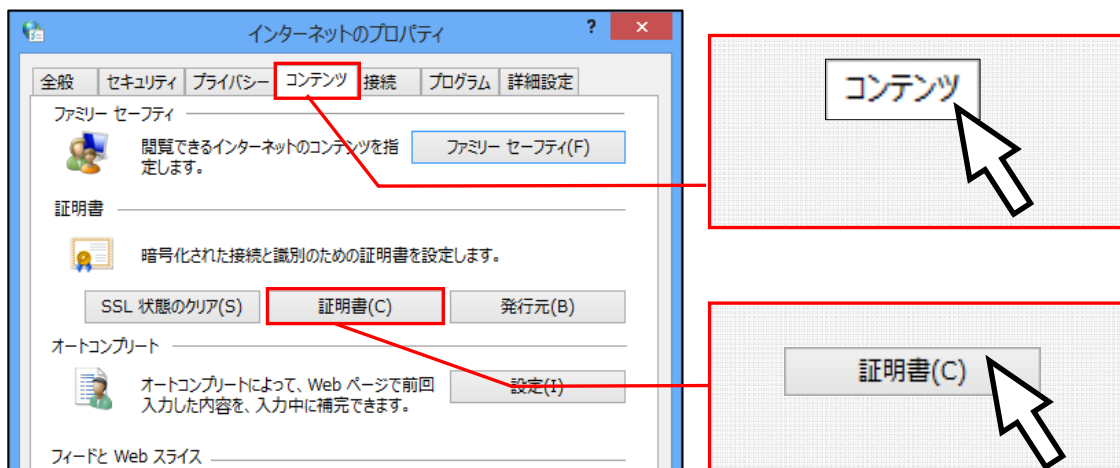 インターネットのプロパティ
?
×
全般 セキュリティ プライバシー コンテンツ 接続 プログラム 詳細設定
ファミリー セーフティ
閲覧できるインターネットのコンテンツを指
定します。
ファミリー セーフティ(F)
証明書
暗号化された接続と識別のための証明書を設定します。
SSL 状態のクリア(S)
証明書(C)
発行元(B)
オートコンプリート
オートコンプリートによって、Web ページで前回
入力した内容を、入力中に補完できます。
設定(I)
フィードと Web スライス
コンテンツ
証明書(C)